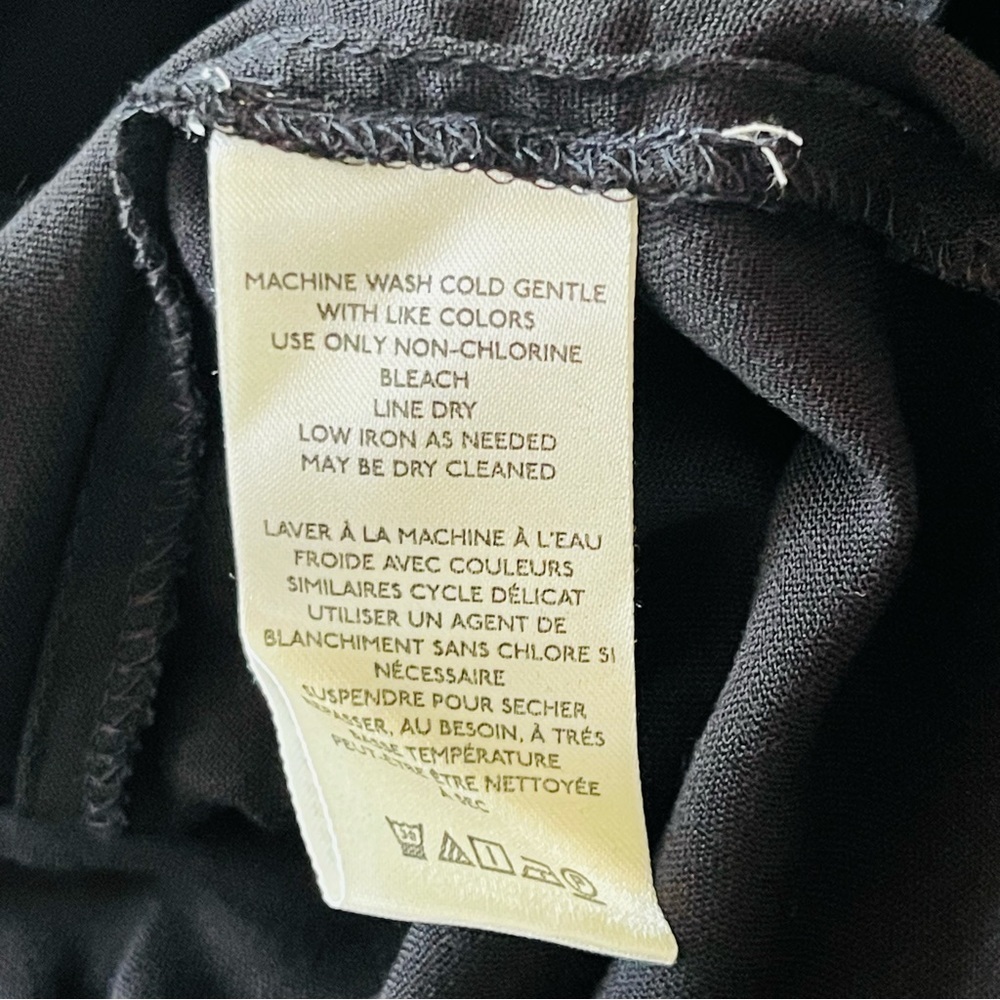 MACHINE WASH COLD GENTLE
WITH LIKE COLORS
USE ONLY NON-CHLORINE
BLEACH
LINE DRY
LOW IRON AS NEEDED
MAY BE DRY CLEANED
LAVER À LA MACHINE À L'EAU
FROIDE AVEC COULEURS
SIMILAIRES CYCLE DÉLICAT
UTILISER UN AGENT DE
BLANCHIMENT SANS CHLORE SI
NÉCESSAIRE
SUSPENDRE POUR SECHER
REPASSER, AU BESOIN, À TRÉS
BASSE TEMPÉRATURE
PEUT-ETRE ÊTRE NETTOYÉE
À SEC
30
P